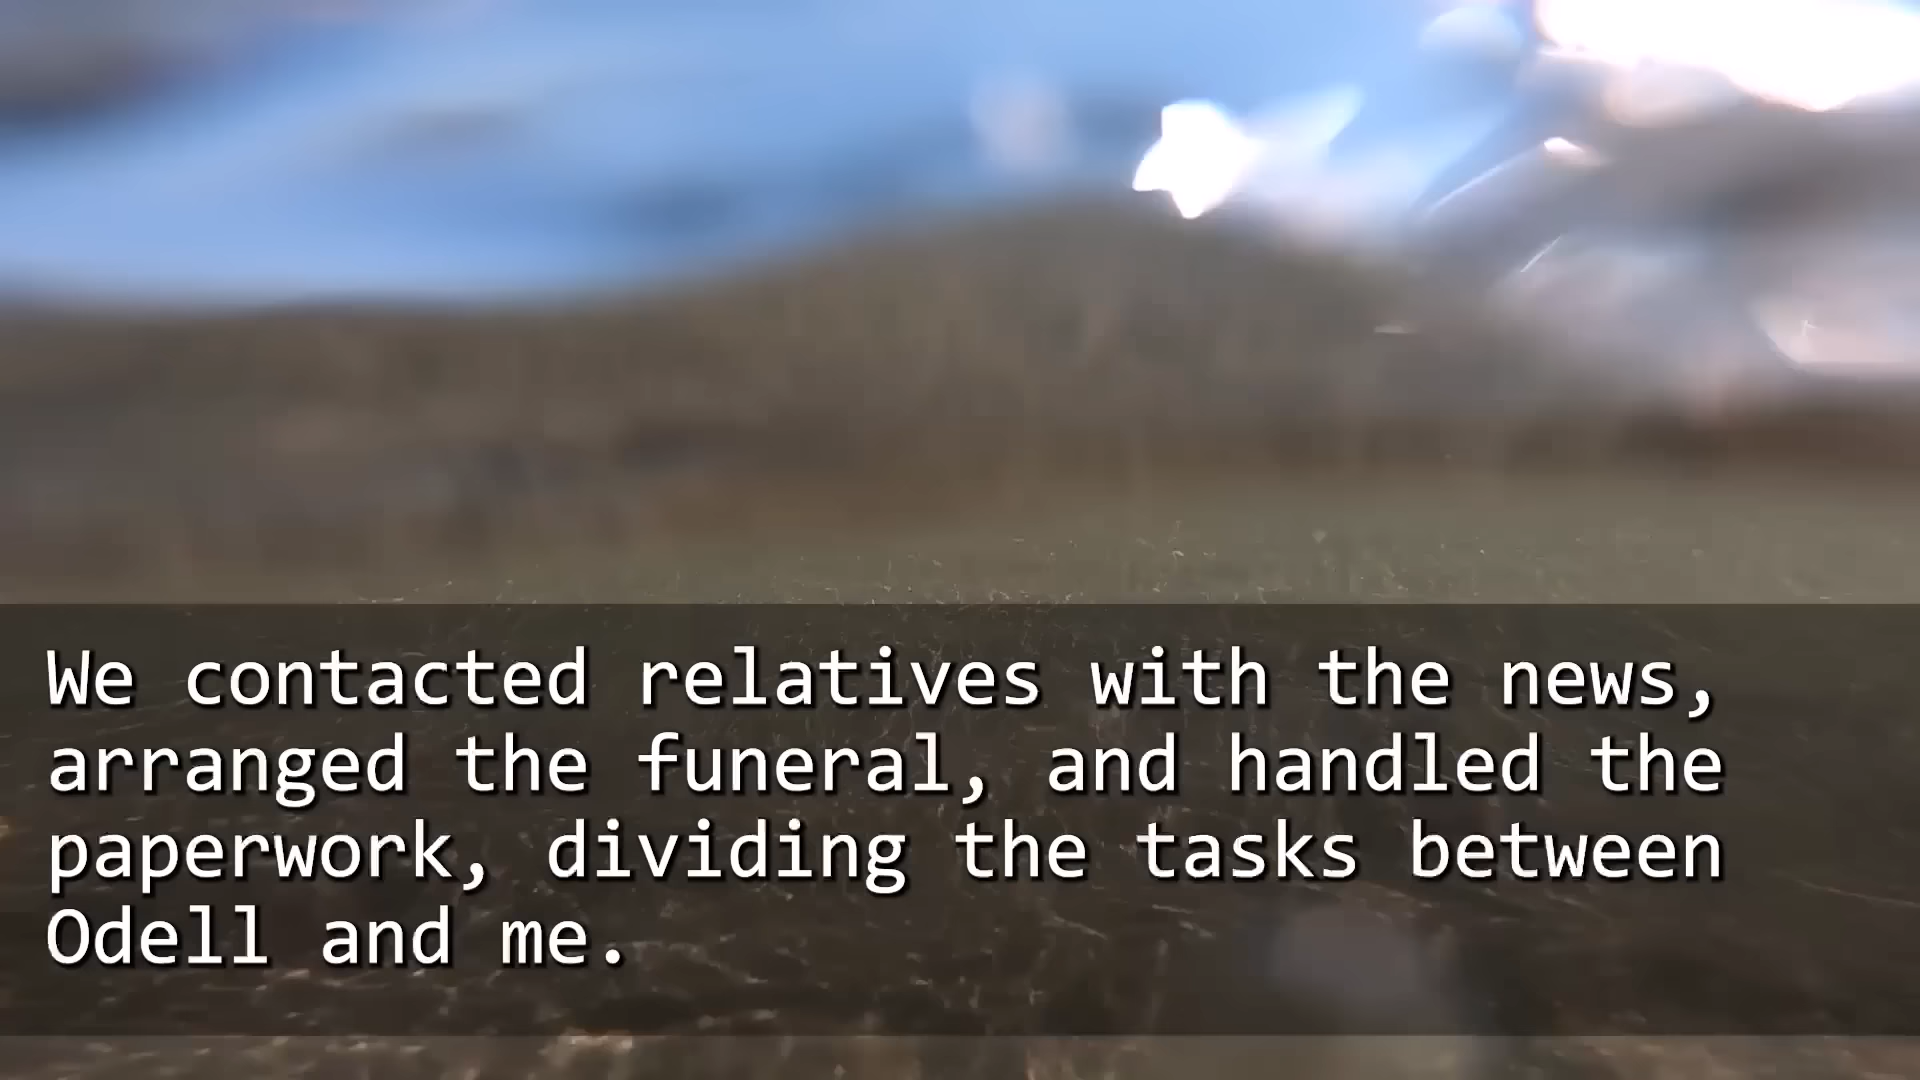 We contacted relatives with the news,
arranged the funeral, and handled the
paperwork, dividing the tasks between
Odell and me.